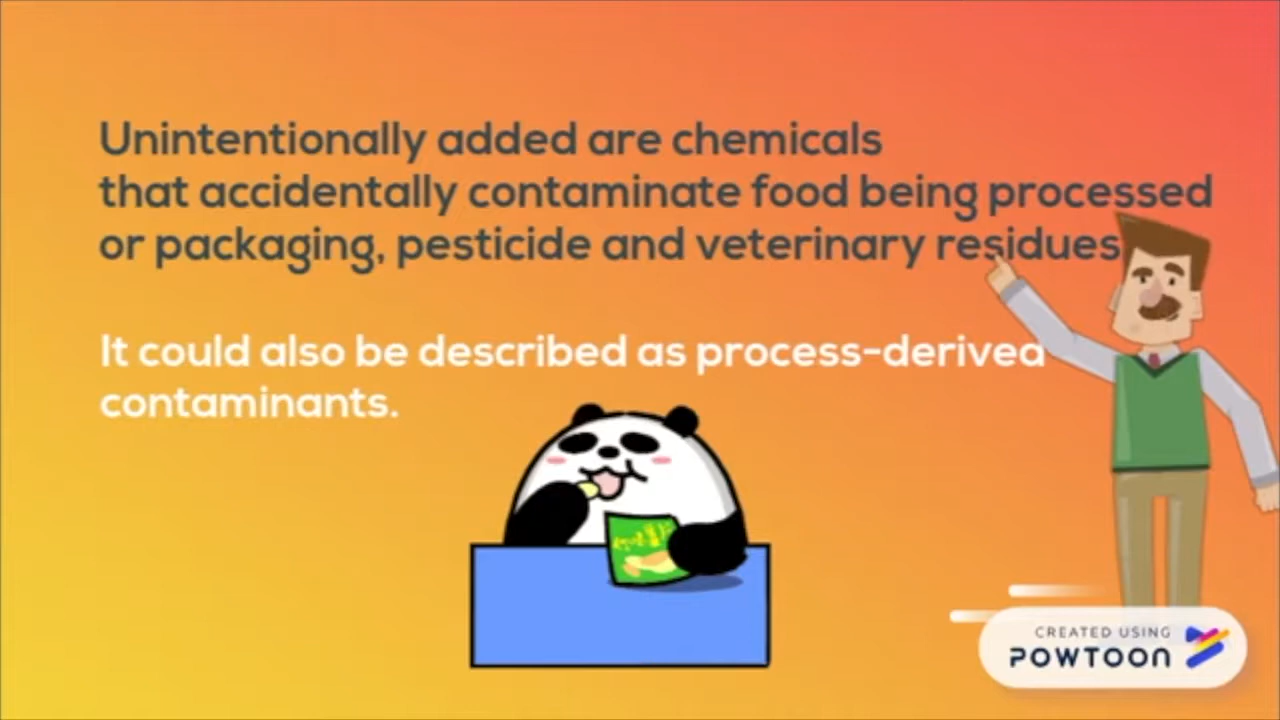 Unintentionally added are chemicals
that accidentally contaminate food being processed
or packaging, pesticide and veterinary residues
It could also be described as process-derived
contaminants.
CREATED USING
POWTOON